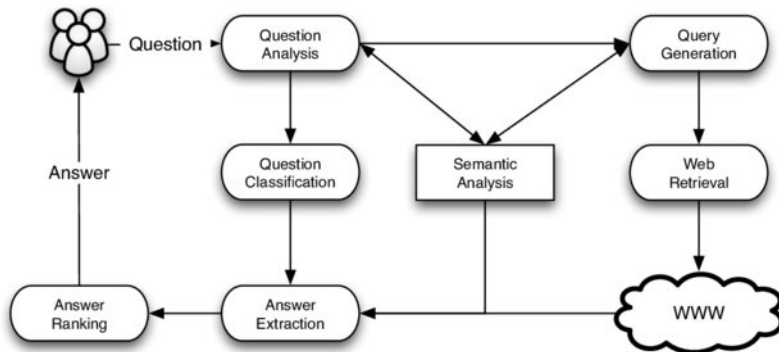 Question
Question
Analysis
Query
Generation
Answer
Question
Classification
Semantic
Analysis
Web
Retrieval
Answer
Ranking
Answer
Extraction
WWW